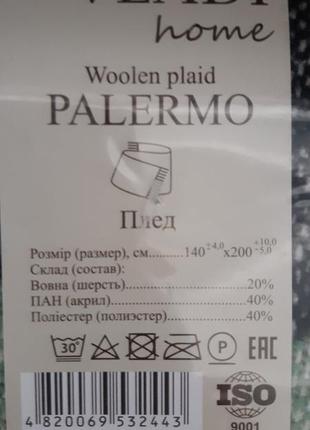 home
Woolen plaid
PALERMO
Плед
Розмір (размер), см......140±4,0x200+10,0-5,0
Склад (состав):
Вовна (шерсть)......20%
ПАН (акрил)......40%
Поліестер (полиэстер)......40%
30° P EAC
4 820069 532443
ISO
9001